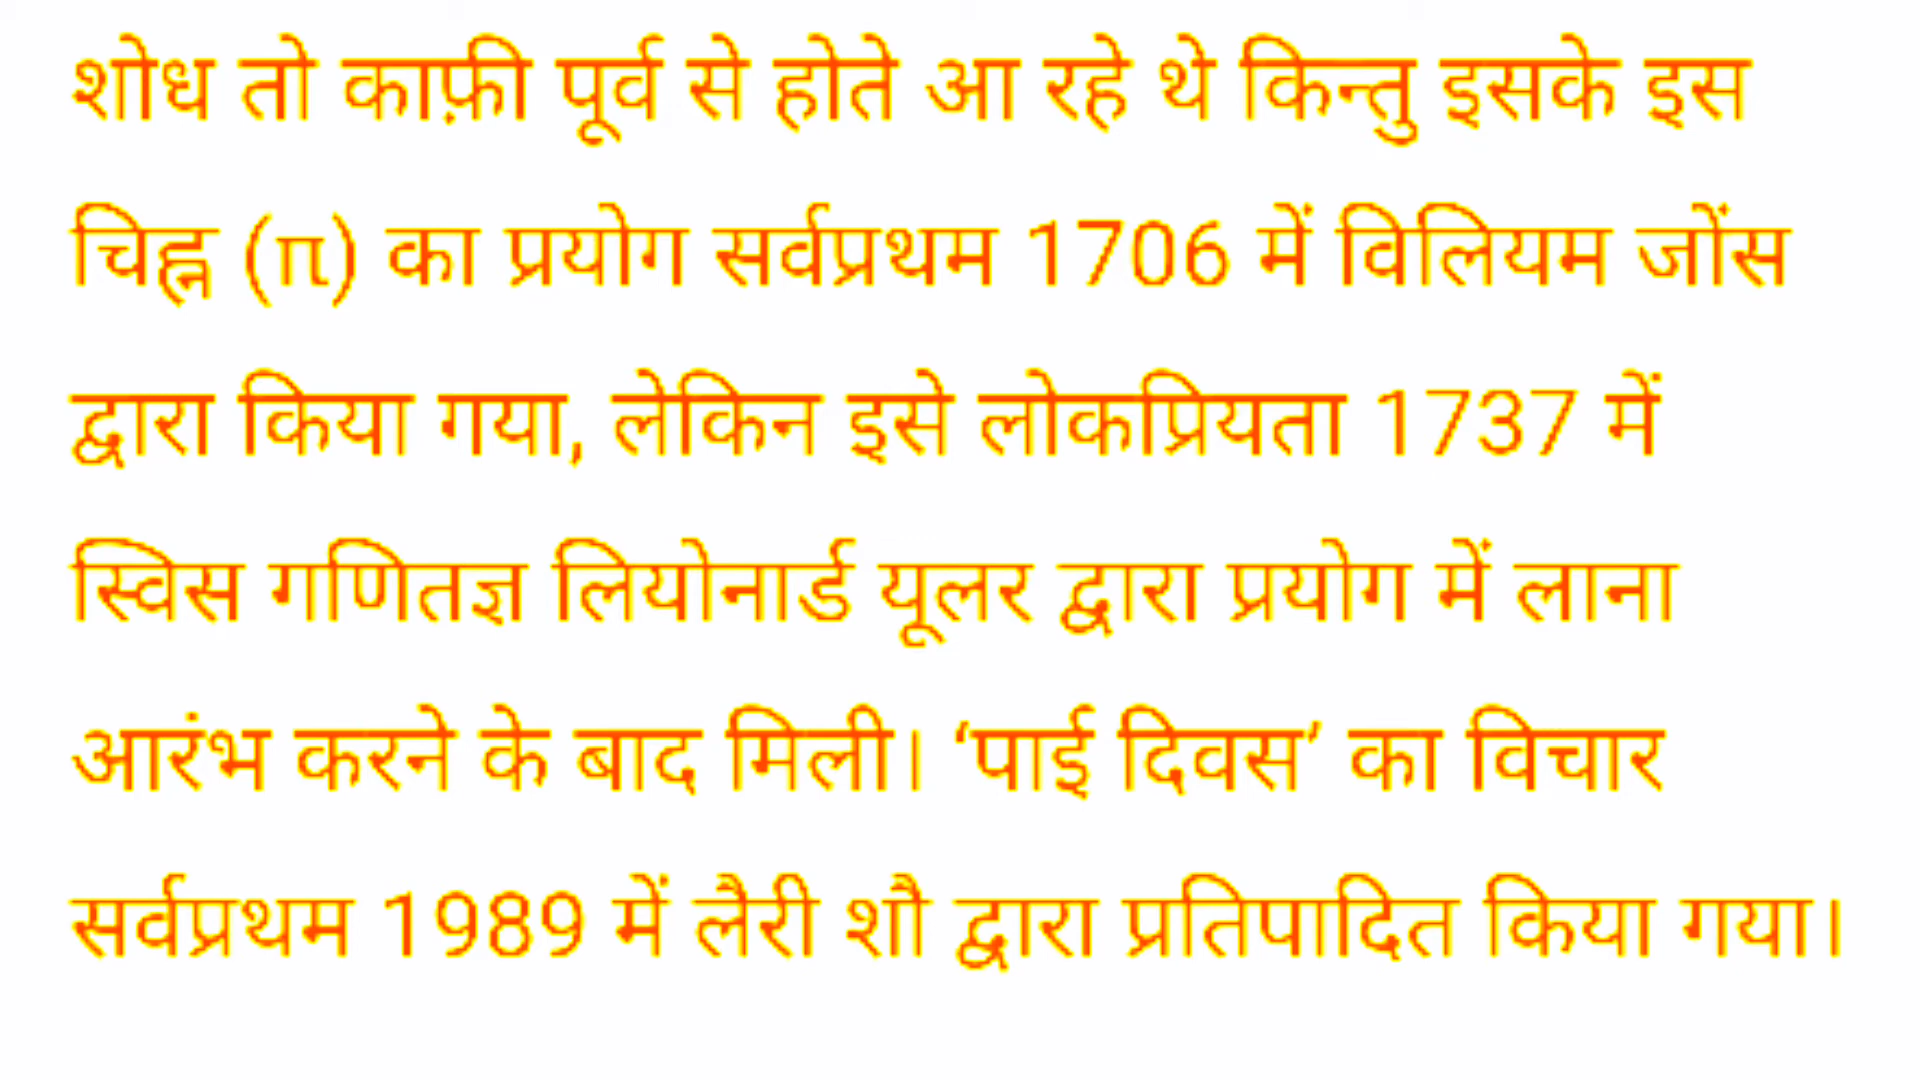 शोध तो काफ़ी पूर्व से होते आ रहे थे किन्तु इसके इस
चिह्न (π) का प्रयोग सर्वप्रथम 1706 में विलियम जोंस
द्वारा किया गया, लेकिन इसे लोकप्रियता 1737 में
स्विस गणितज्ञ लियोनार्ड यूलर द्वारा प्रयोग में लाना
आरंभ करने के बाद मिली। ‘पाई दिवस’ का विचार
सर्वप्रथम 1989 में लैरी शौ द्वारा प्रतिपादित किया गया।